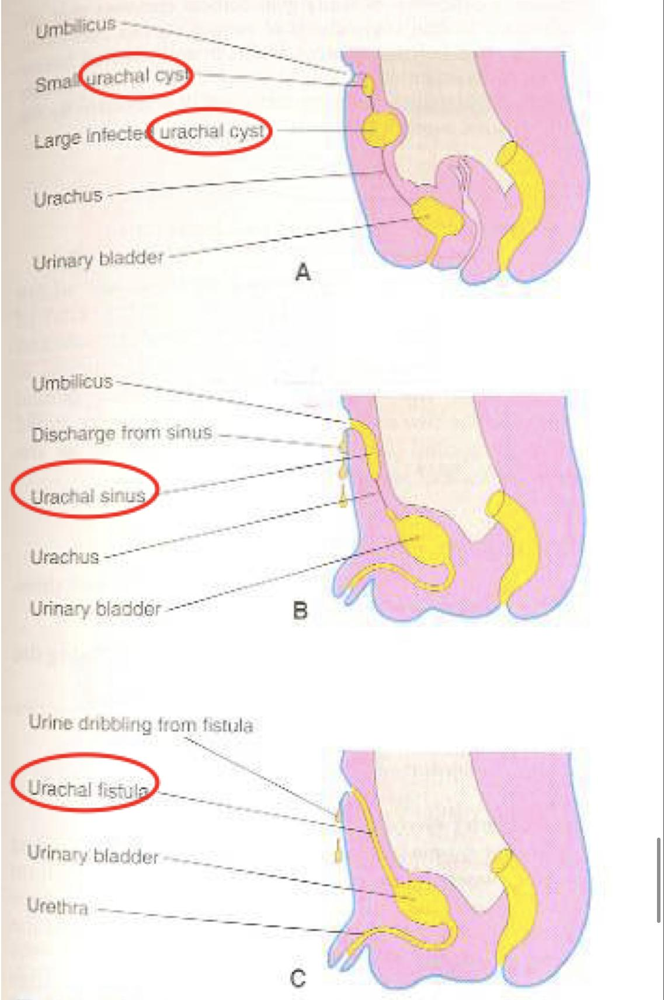 Umbilicus
Small urachal cyst
Large infected urachal cyst
Urachus
Urinary bladder
A
Umbilicus
Discharge from sinus
Urachal sinus
Urachus
Urinary bladder
B
Urine dribbling from fistula
Urachal fistula
Urinary bladder
Urethra
C